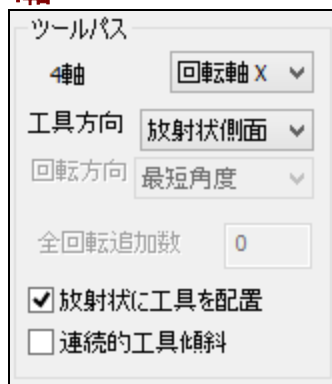 ツールパス
4軸 回転軸 X
工具方向 放射状側面
回転方向 最短角度
全回転追加数 0
放射状に工具を配置
連続的工具傾斜